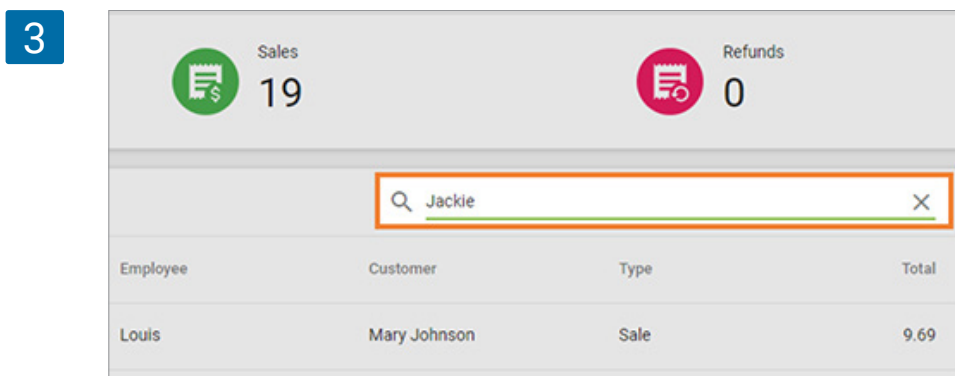 3
Sales
19
Refunds
0
Jackie
Employee Customer Type Total
Louis Mary Johnson Sale 9.69